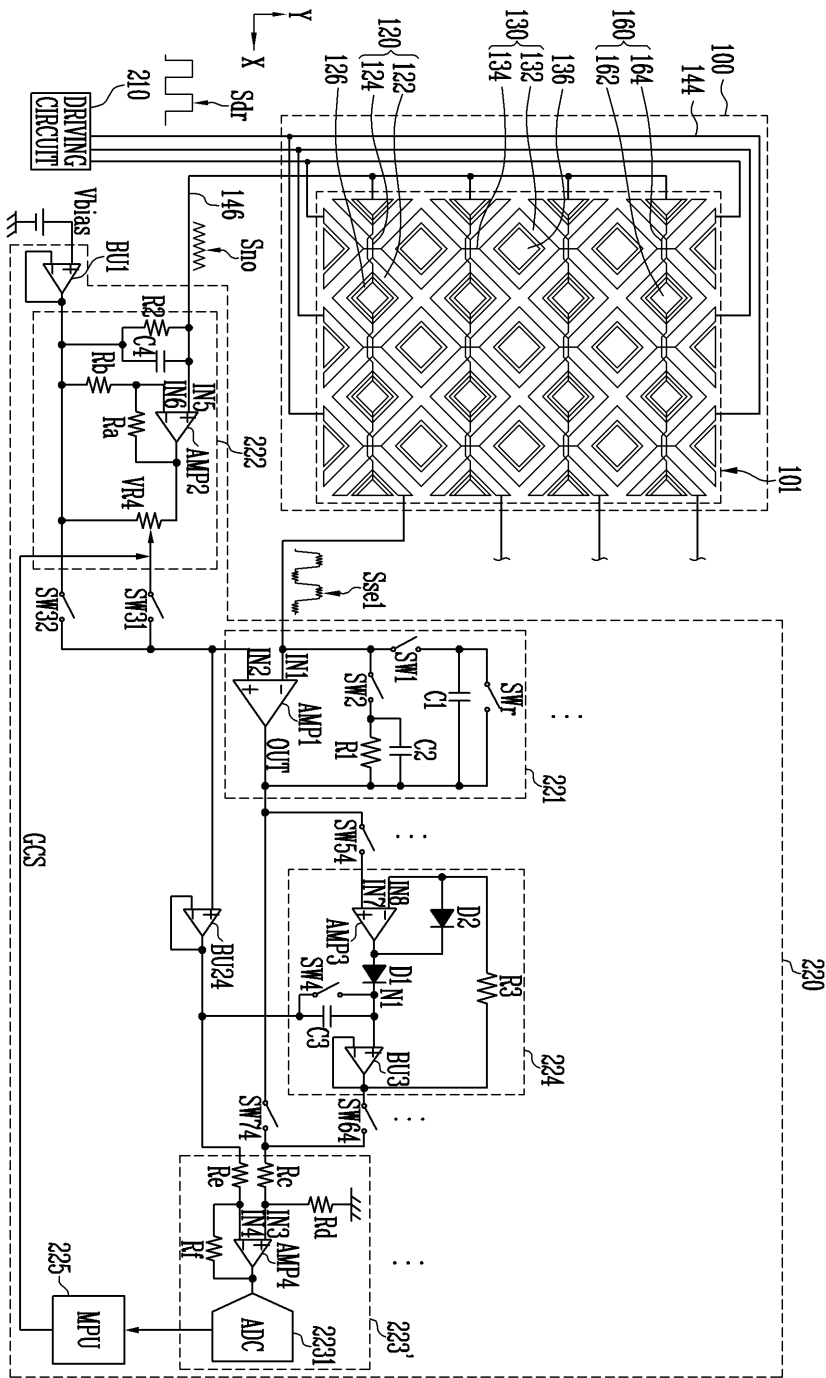 100
144
160
164
162
136
130
132
134
120
122
124
126
101
Y
X
210
DRIVING
CIRCUIT
Sdr
146
Sno
Sse1
Vbias
BU1
R2
C4
Rb
Ra
IN5
IN6
AMP2
VR4
222
SW31
SW32
GCS
220
...
SWr
C1
SW1
SW2
C2
R1
IN1
IN2
- +
AMP1
OUT
221
...
SW54
IN8
IN7
AMP3
D2
R3
D1
N1
SW4
C3
BU3
224
BU24
...
SW64
SW74
Rc
Re
Rd
IN3
IN4
AMP4
Rf
...
ADC
2231
223'
225
MPU